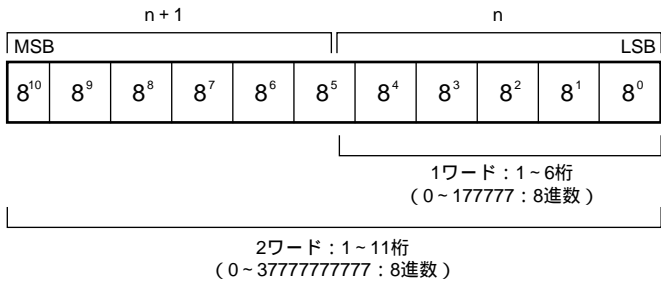 n + 1 n
MSB LSB
8¹⁰ 8⁹ 8⁸ 8⁷ 8⁶ 8⁵ 8⁴ 8³ 8² 8¹ 8⁰
1ワード：1～6桁
（0～177777：8進数）
2ワード：1～11桁
（0～37777777777：8進数）